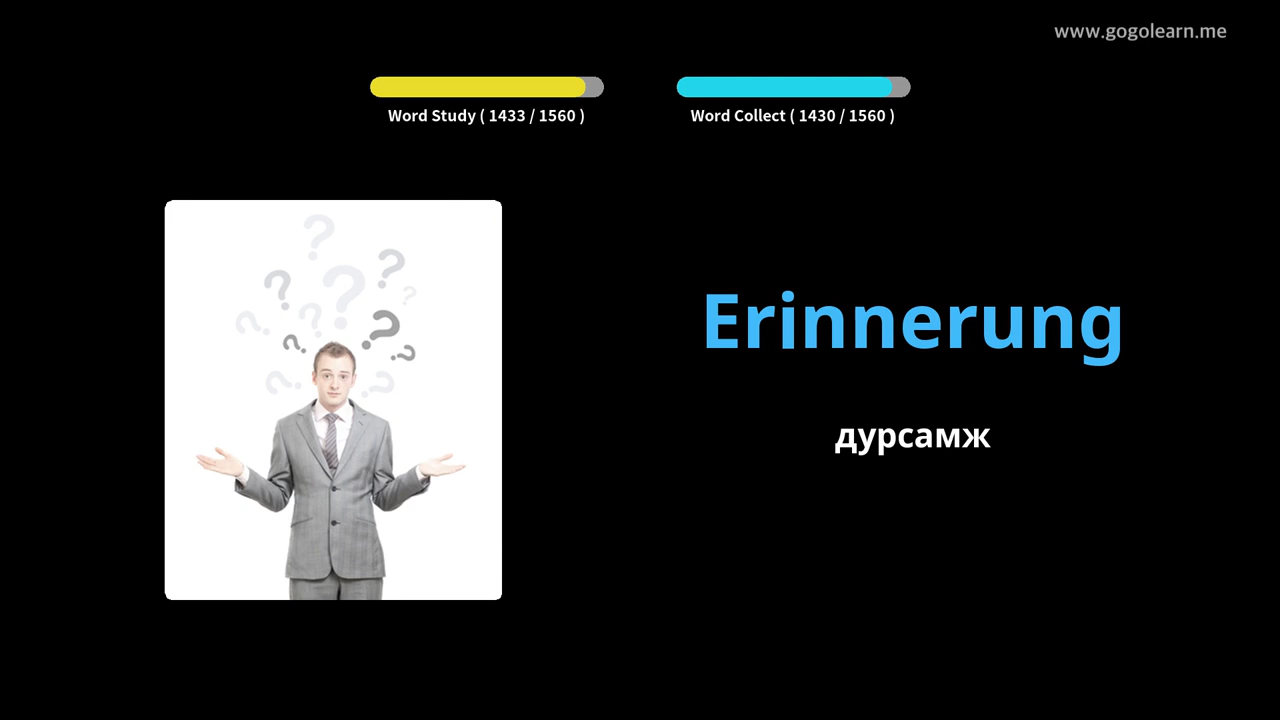 www.gogolearn.me
Word Study ( 1433 / 1560 )
Word Collect ( 1430 / 1560 )
Erinnerung
дурсамж